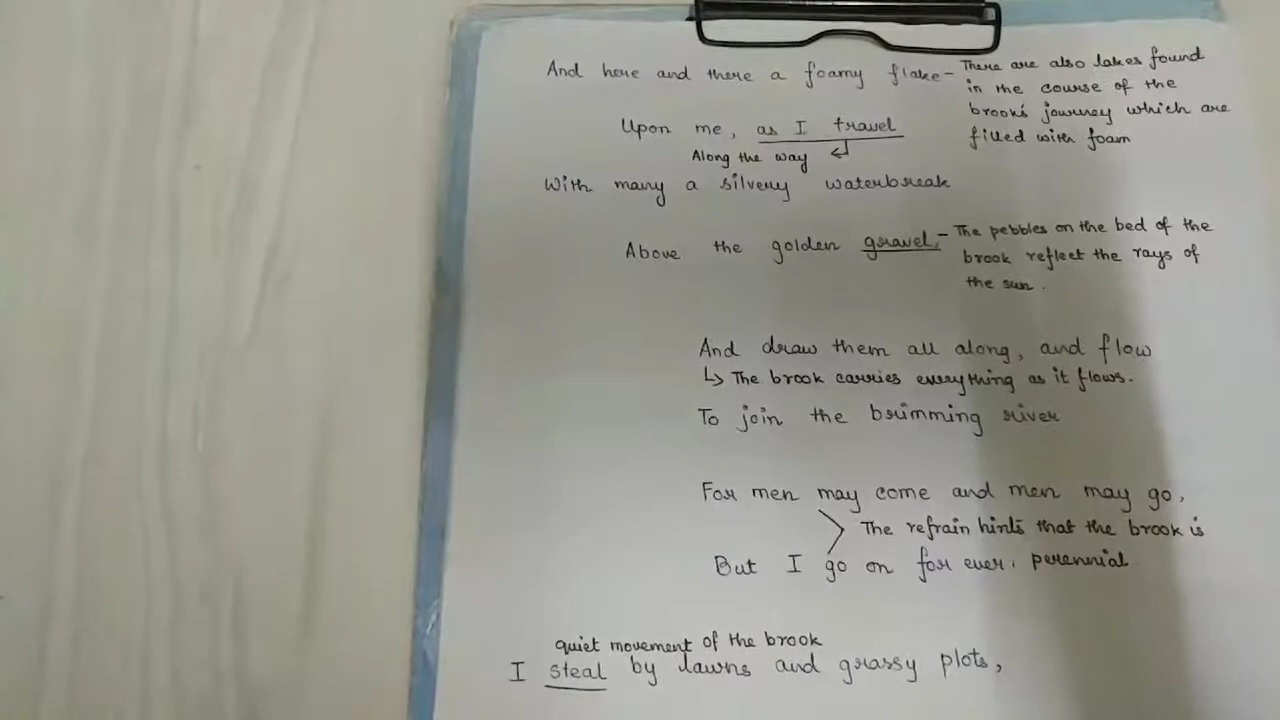 And here and there a foamy flake - There are also lakes found
in the course of the
brook's journey which are
filled with foam
Upon me, as I travel
Along the way
With many a silvery waterbreak
Above the golden gravel, - The pebbles on the bed of the
brook reflect the rays of
the sun.
And draw them all along, and flow
↳ The brook carries everything as it flows.
To join the brimming river
For men may come and men may go,
The refrain hints that the brook is
perennial
But I go on for ever.
quiet movement of the brook
I steal by lawns and grassy plots,